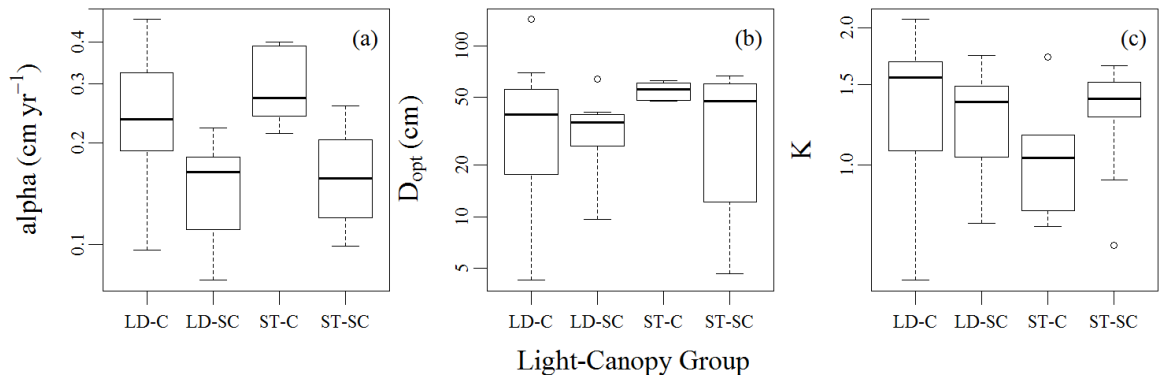 (a)
alpha (cm yr⁻¹)
0.4
0.3
0.2
0.1
LD-C LD-SC ST-C ST-SC
(b)
D_opt (cm)
100
50
20
10
5
LD-C LD-SC ST-C ST-SC
(c)
K
2.0
1.5
1.0
LD-C LD-SC ST-C ST-SC
Light-Canopy Group